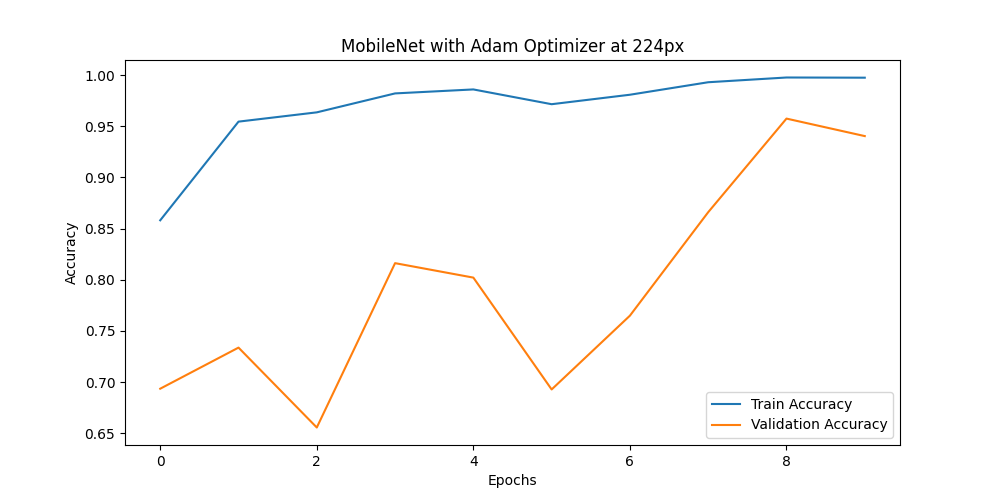 MobileNet with Adam Optimizer at 224px
1.00
0.95
0.90
0.85
0.80
0.75
0.70
0.65
Accuracy
0 2 4 6 8
Epochs
Train Accuracy
Validation Accuracy